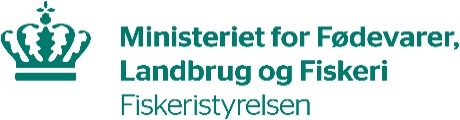 Ministeriet for Fødevarer,
Landbrug og Fiskeri
Fiskeristyrelsen